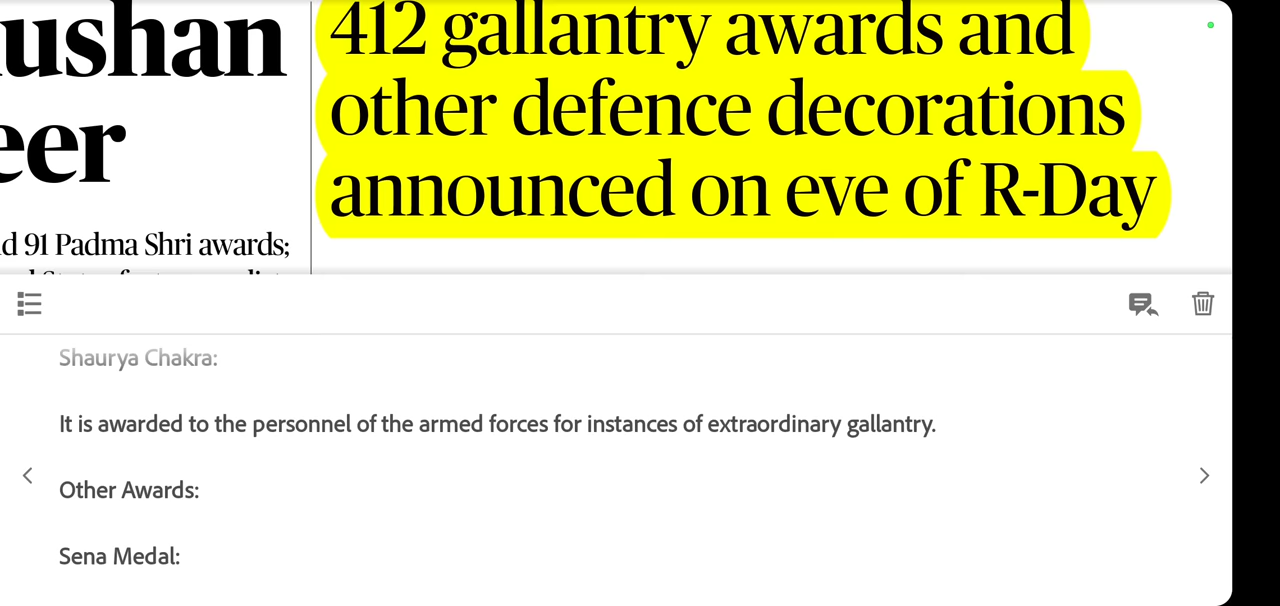 ushan
eer
d 91 Padma Shri awards;
412 gallantry awards and
other defence decorations
announced on eve of R-Day
Shaurya Chakra:
It is awarded to the personnel of the armed forces for instances of extraordinary gallantry.
Other Awards:
Sena Medal: